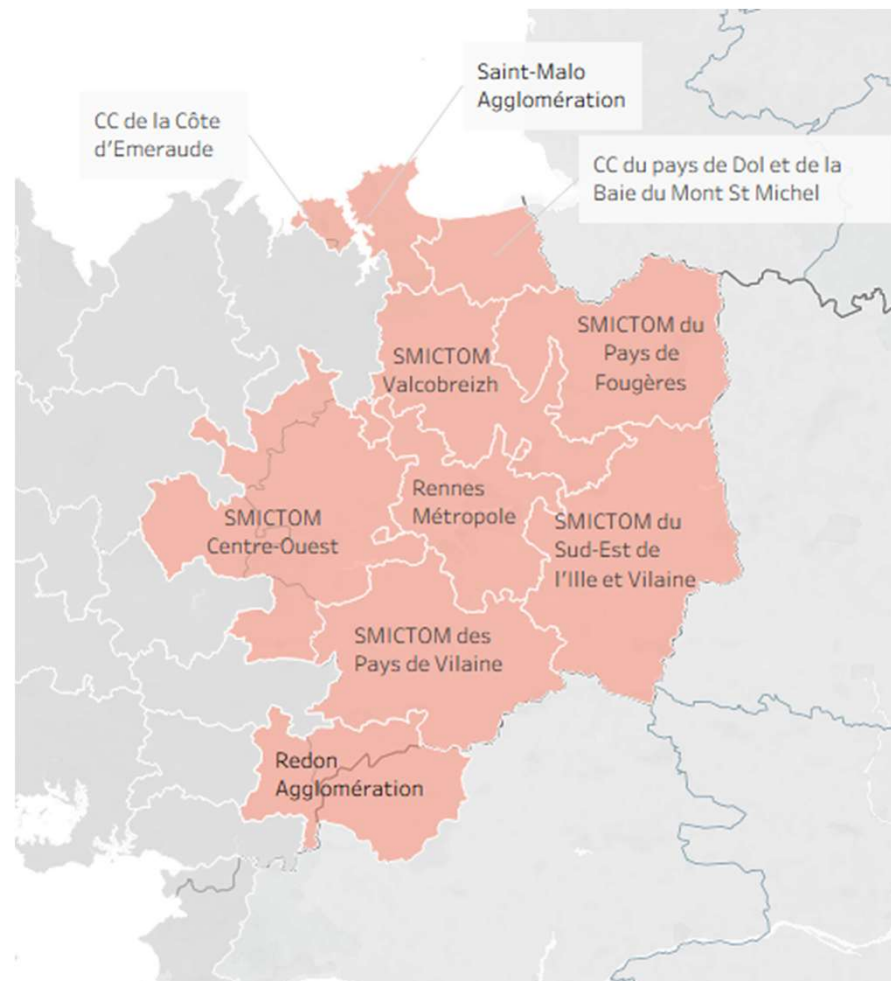 Saint-Malo
Agglomération
CC de la Côte
d'Emeraude
CC du pays de Dol et de la
Baie du Mont St Michel
SMICTOM du
Pays de
Fougères
SMICTOM
Valcobreizh
Rennes
Métropole
SMICTOM
Centre-Ouest
SMICTOM du
Sud-Est de
l'Ille et Vilaine
SMICTOM des
Pays de Vilaine
Redon
Agglomération